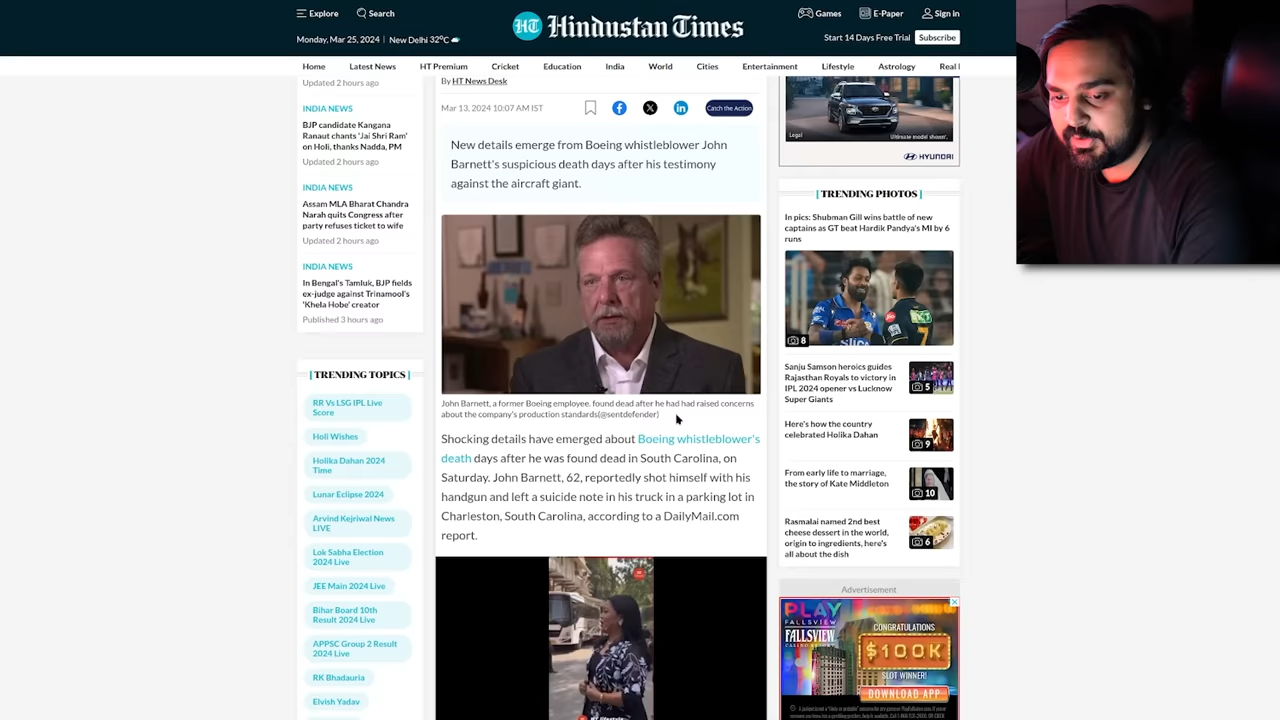 Explore
Search
HT Hindustan Times
Games
E-Paper
Sign In
Monday, Mar 25, 2024 | New Delhi 32°C
Start 14 Days Free Trial
Subscribe
Home
Latest News
HT Premium
Cricket
Education
India
World
Cities
Entertainment
Lifestyle
Astrology
Real
Updated 2 hours ago
INDIA NEWS
BJP candidate Kangana
Ranaut chants 'Jai Shri Ram'
on Holi, thanks Nadda, PM
Updated 2 hours ago
INDIA NEWS
Assam MLA Bharat Chandra
Narah quits Congress after
party refuses ticket to wife
Updated 2 hours ago
INDIA NEWS
In Bengal's Tamluk, BJP fields
ex-judge against Trinamool's
'Khela Hobe' creator
Published 3 hours ago
TRENDING TOPICS
RR Vs LSG IPL Live
Score
Holi Wishes
Holika Dahan 2024
Time
Lunar Eclipse 2024
Arvind Kejriwal News
LIVE
Lok Sabha Election
2024 Live
JEE Main 2024 Live
Bihar Board 10th
Result 2024 Live
APPSC Group 2 Result
2024 Live
RK Bhadauria
Elvish Yadav
By HT News Desk
Mar 13, 2024 10:07 AM IST
Catch the Action
New details emerge from Boeing whistleblower John
Barnett's suspicious death days after his testimony
against the aircraft giant.
John Barnett, a former Boeing employee. found dead after he had had raised concerns
about the company's production standards(@sentdefender)
Shocking details have emerged about Boeing whistleblower's
death days after he was found dead in South Carolina, on
Saturday. John Barnett, 62, reportedly shot himself with his
handgun and left a suicide note in his truck in a parking lot in
Charleston, South Carolina, according to a DailyMail.com
report.
Legal
Ultimate model shown.
HYUNDAI
TRENDING PHOTOS
In pics: Shubman Gill wins battle of new
captains as GT beat Hardik Pandya's MI by 6
runs
8
Sanju Samson heroics guides
Rajasthan Royals to victory in
IPL 2024 opener vs Lucknow
Super Giants
5
Here's how the country
celebrated Holika Dahan
9
From early life to marriage,
the story of Kate Middleton
10
Rasmalai named 2nd best
cheese dessert in the world,
origin to ingredients, here's
all about the dish
6
Advertisement
PLAY
FALLSVIEW
FALLSVIEW
CASINO RESORT
CONGRATULATIONS
$100K
SLOT WINNER!
DOWNLOAD APP